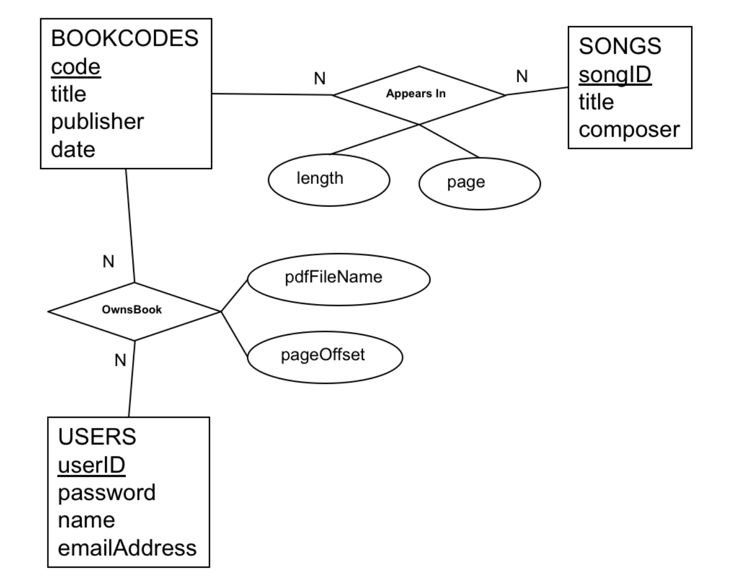 BOOKCODES
code
title
publisher
date
N
Appears In
N
SONGS
songID
title
composer
length
page
N
OwnsBook
pdfFileName
pageOffset
N
USERS
userID
password
name
emailAddress